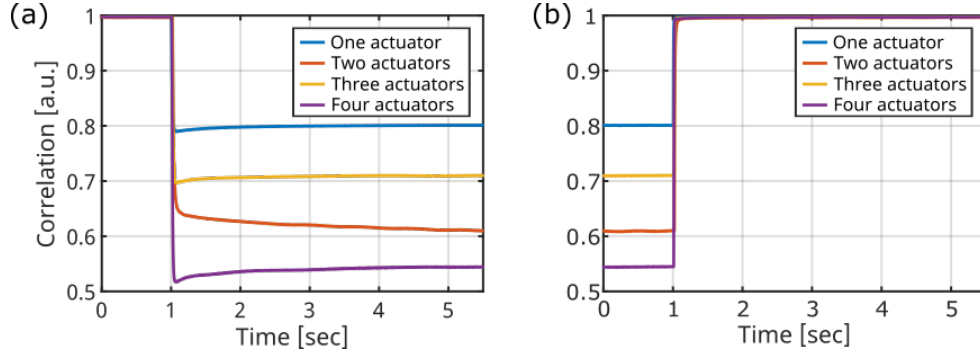 (a)
Correlation [a.u.]
1
0.9
0.8
0.7
0.6
0.5
One actuator
Two actuators
Three actuators
Four actuators
0 1 2 3 4 5
Time [sec]
(b)
1
0.9
0.8
0.7
0.6
0.5
One actuator
Two actuators
Three actuators
Four actuators
0 1 2 3 4 5
Time [sec]